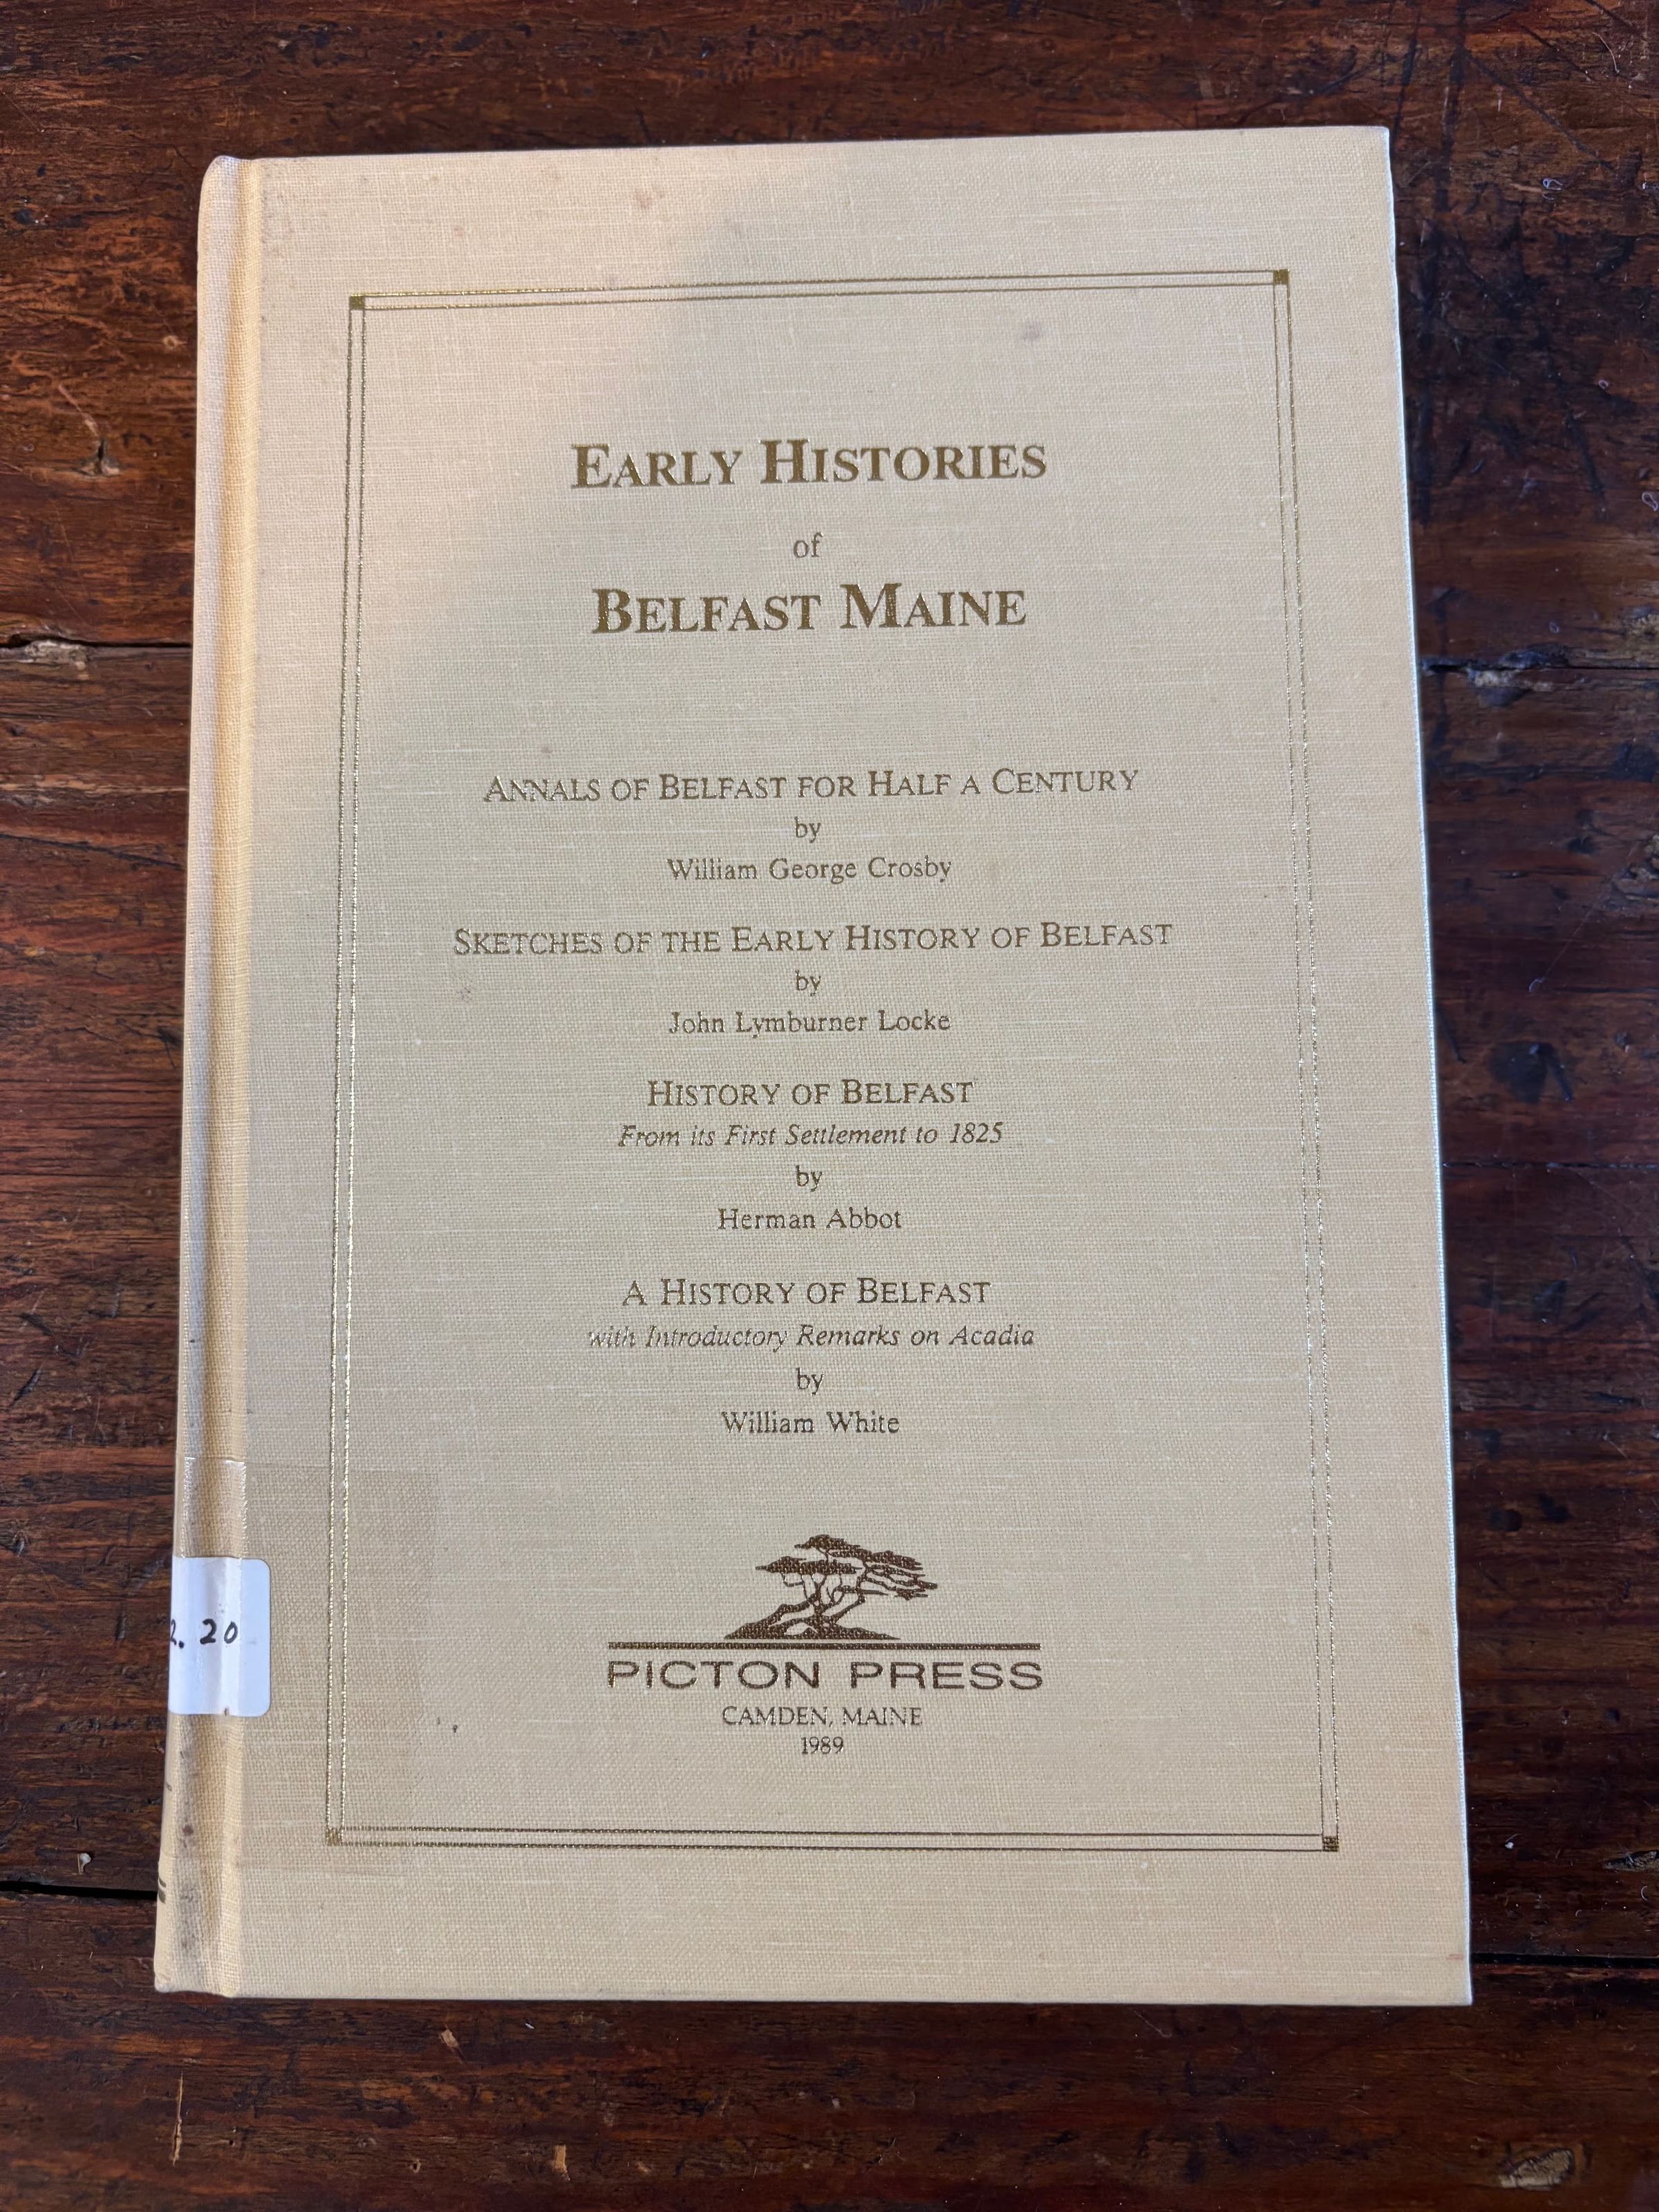 EARLY HISTORIES
of
BELFAST MAINE
ANNALS OF BELFAST FOR HALF A CENTURY
by
William George Crosby
SKETCHES OF THE EARLY HISTORY OF BELFAST
by
John Lymburner Locke
HISTORY OF BELFAST
From its First Settlement to 1825
by
Herman Abbot
A HISTORY OF BELFAST
with Introductory Remarks on Acadia
by
William White
PICTON PRESS
CAMDEN, MAINE
1989
2. 20